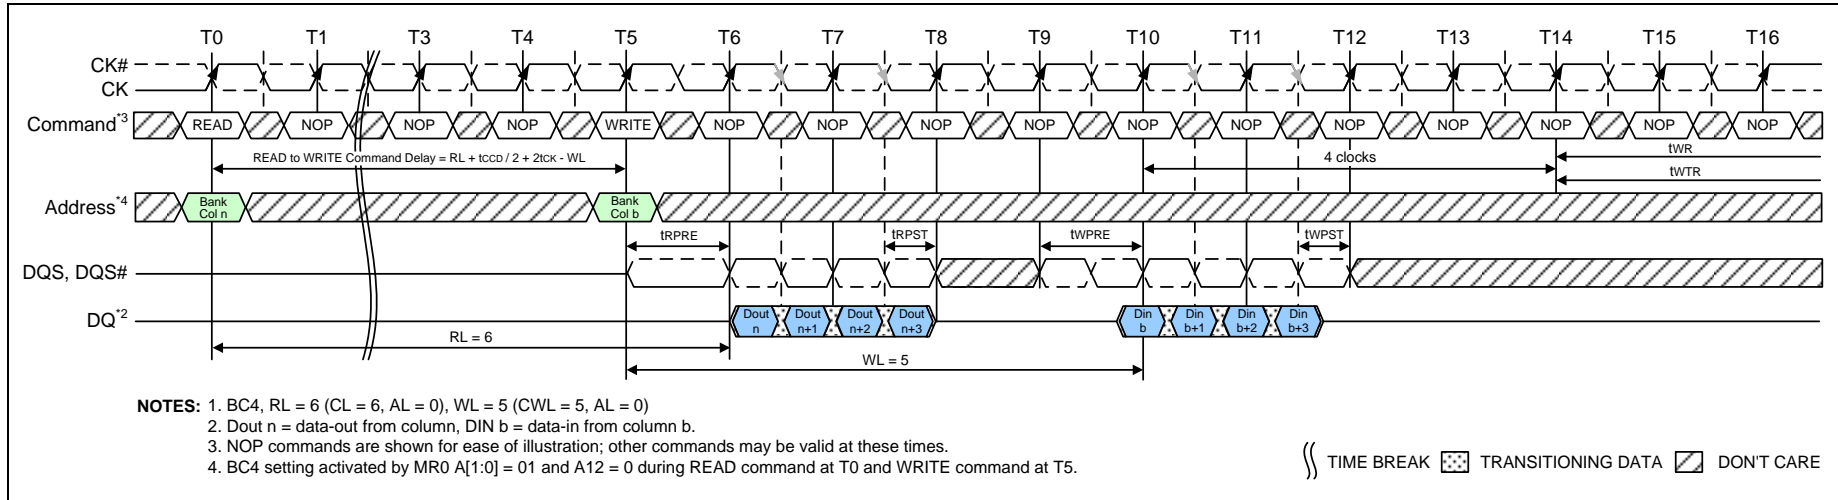 T0 T1 T3 T4 T5 T6 T7 T8 T9 T10 T11 T12 T13 T14 T15 T16
CK#
CK
Command*3 READ NOP NOP NOP WRITE NOP NOP NOP NOP NOP NOP NOP NOP NOP NOP NOP
READ to WRITE Command Delay = RL + tCCD / 2 + 2tCK - WL 4 clocks tWR
tWTR
Address*4 Bank Col n Bank Col b
tRPRE tRPST tWPRE tWPST
DQS, DQS#
DQ*2 Dout n Dout n+1 Dout n+2 Dout n+3 Din b Din b+1 Din b+2 Din b+3
RL = 6
WL = 5
NOTES: 1. BC4, RL = 6 (CL = 6, AL = 0), WL = 5 (CWL = 5, AL = 0)
2. Dout n = data-out from column, DIN b = data-in from column b.
3. NOP commands are shown for ease of illustration; other commands may be valid at these times.
4. BC4 setting activated by MR0 A[1:0] = 01 and A12 = 0 during READ command at T0 and WRITE command at T5.
TIME BREAK TRANSITIONING DATA DON'T CARE